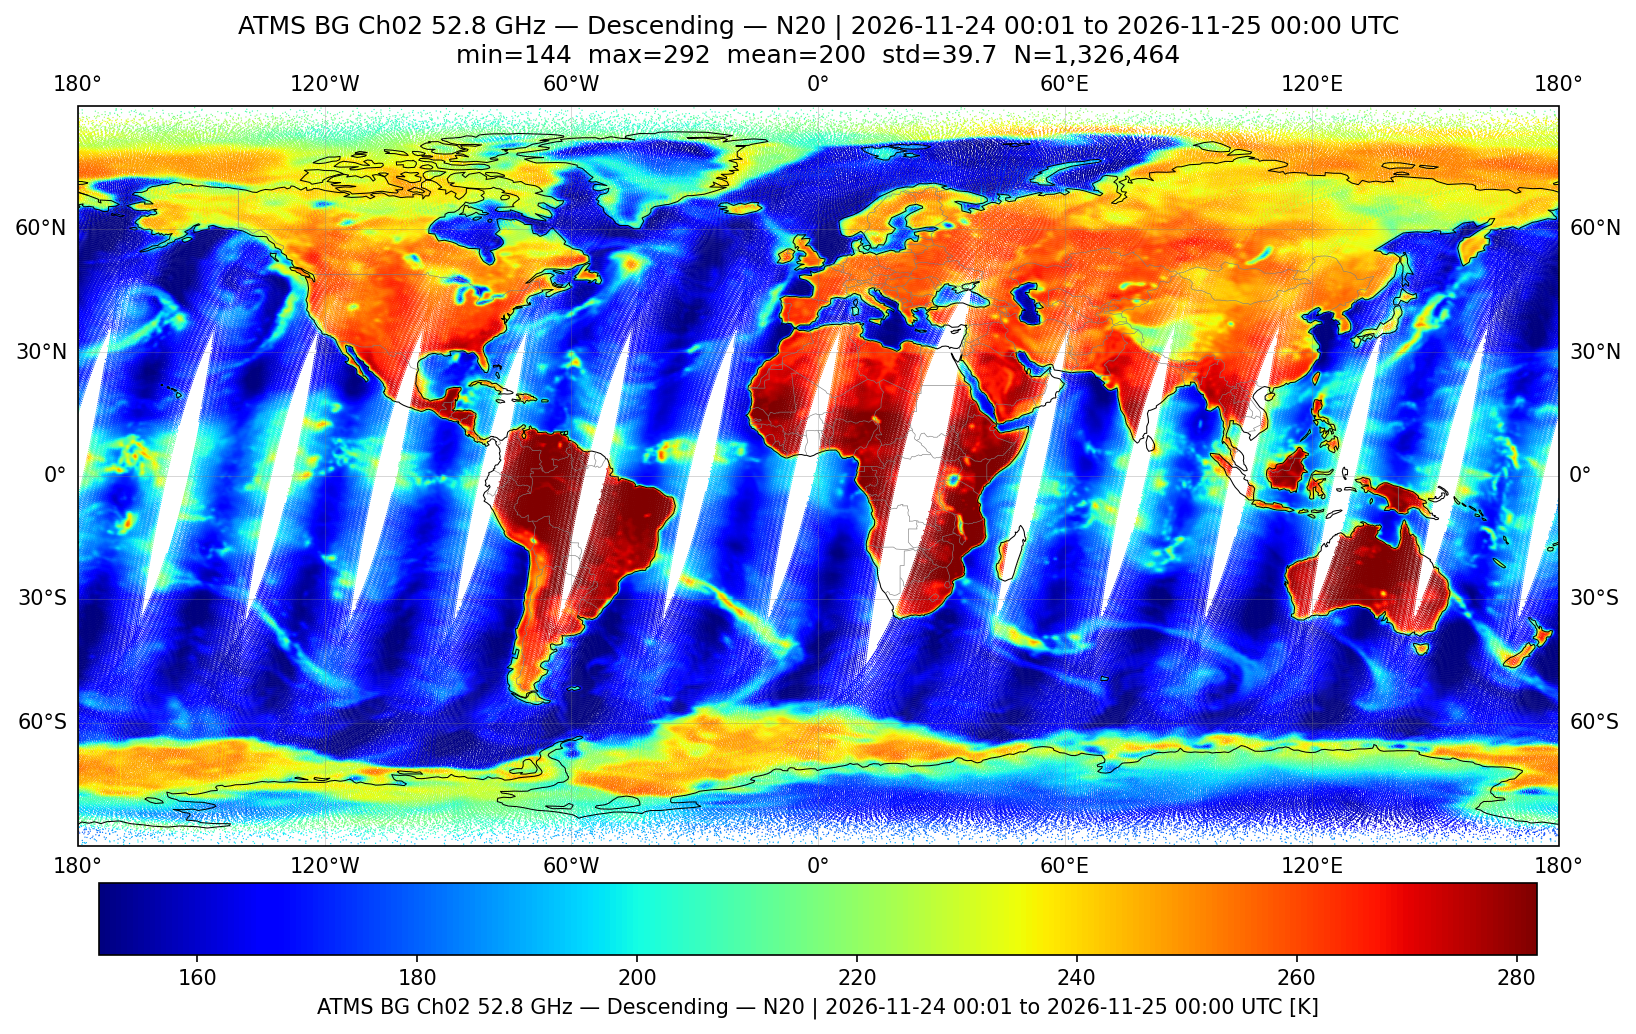 ATMS BG Ch02 52.8 GHz — Descending — N20 | 2026-11-24 00:01 to 2026-11-25 00:00 UTC
min=144  max=292  mean=200  std=39.7  N=1,326,464
180° 120°W 60°W 0° 60°E 120°E 180°
60°N 60°N
30°N 30°N
0° 0°
30°S 30°S
60°S 60°S
180° 120°W 60°W 0° 60°E 120°E 180°
160 180 200 220 240 260 280
ATMS BG Ch02 52.8 GHz — Descending — N20 | 2026-11-24 00:01 to 2026-11-25 00:00 UTC [K]